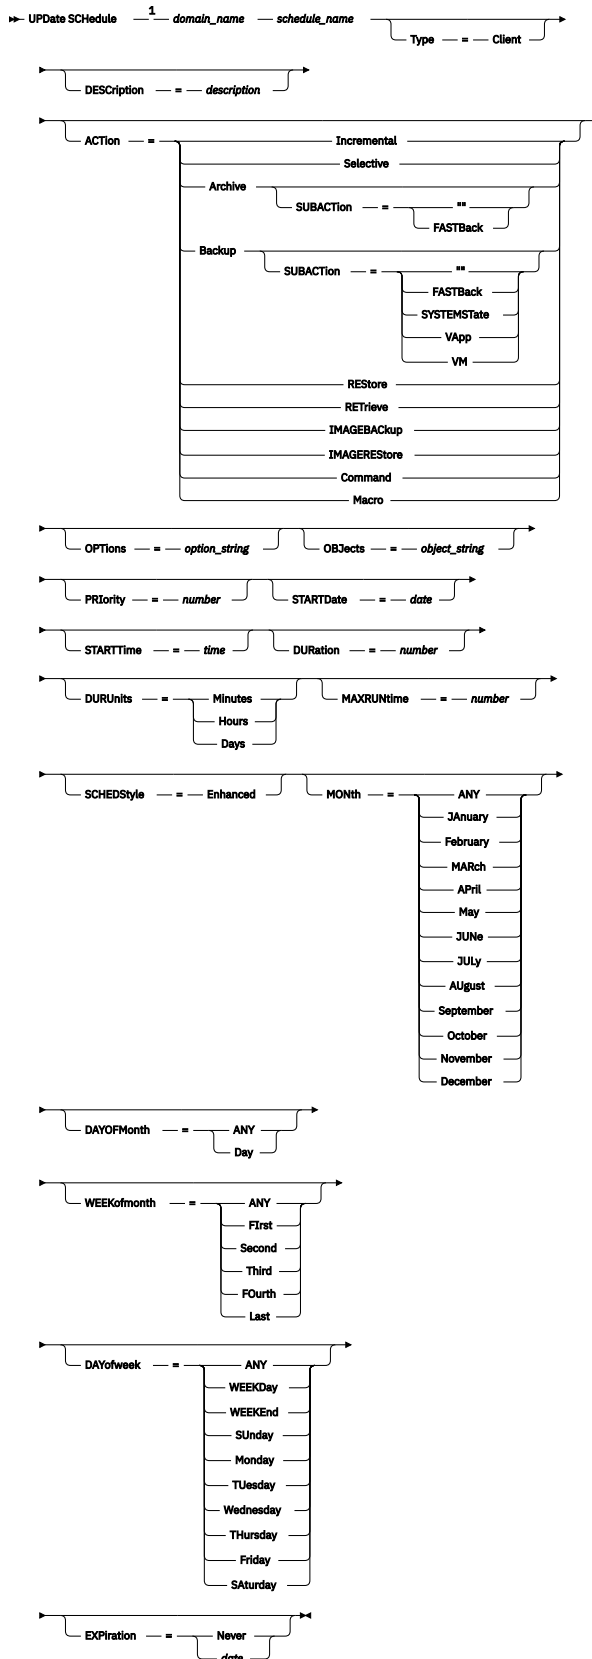 UPDate SCHedule 1 domain_name schedule_name
Type = Client
DESCription = description
ACTion = Incremental
Selective
Archive
SUBACTion = ""
FASTBack
Backup
SUBACTion = ""
FASTBack
SYSTEMSTate
VApp
VM
REStore
RETrieve
IMAGEBACkup
IMAGEREStore
Command
Macro
OPTions = option_string OBJects = object_string
PRIority = number STARTDate = date
STARTTime = time DURation = number
DURUnits = Minutes MAXRUNtime = number
Hours
Days
SCHEDStyle = Enhanced MONth = ANY
JAnuary
February
MARch
APril
May
JUNe
JULy
AUgust
September
October
November
December
DAYOFMonth = ANY
Day
WEEKofmonth = ANY
FIrst
Second
Third
FOurth
Last
DAYofweek = ANY
WEEKDay
WEEKEnd
SUnday
Monday
TUesday
Wednesday
THursday
Friday
SAturday
EXPiration = Never
date